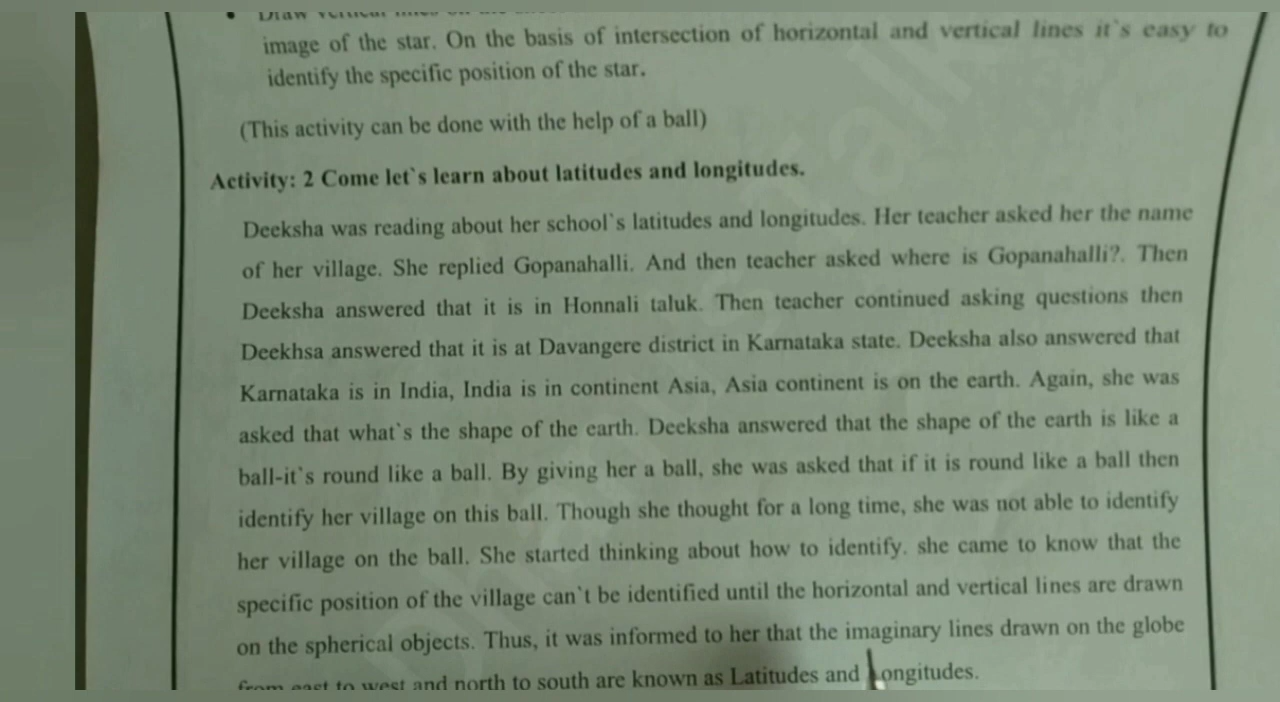 • Draw vertical lines on the
image of the star. On the basis of intersection of horizontal and vertical lines it`s easy to
identify the specific position of the star.
(This activity can be done with the help of a ball)
Activity: 2 Come let`s learn about latitudes and longitudes.
Deeksha was reading about her school`s latitudes and longitudes. Her teacher asked her the name
of her village. She replied Gopanahalli. And then teacher asked where is Gopanahalli?. Then
Deeksha answered that it is in Honnali taluk. Then teacher continued asking questions then
Deekhsa answered that it is at Davangere district in Karnataka state. Deeksha also answered that
Karnataka is in India, India is in continent Asia, Asia continent is on the earth. Again, she was
asked that what`s the shape of the earth. Deeksha answered that the shape of the earth is like a
ball-it`s round like a ball. By giving her a ball, she was asked that if it is round like a ball then
identify her village on this ball. Though she thought for a long time, she was not able to identify
her village on the ball. She started thinking about how to identify. she came to know that the
specific position of the village can`t be identified until the horizontal and vertical lines are drawn
on the spherical objects. Thus, it was informed to her that the imaginary lines drawn on the globe
from east to west and north to south are known as Latitudes and Longitudes.